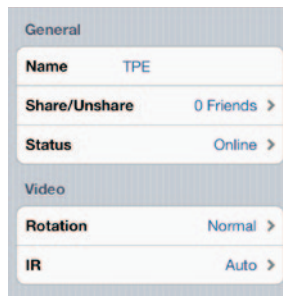 General
Name TPE
Share/Unshare 0 Friends >
Status Online >
Video
Rotation Normal >
IR Auto >